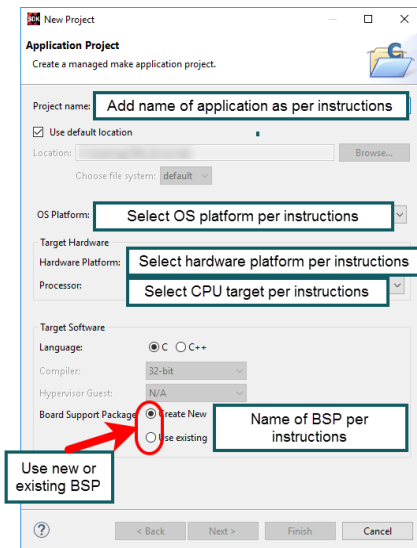 SDK New Project
Application Project
Create a managed make application project.
Project name: Add name of application as per instructions
Use default location
Location: Browse...
Choose file system: default
OS Platform: Select OS platform per instructions
Target Hardware
Hardware Platform: Select hardware platform per instructions
Processor: Select CPU target per instructions
Target Software
Language: C C++
Compiler: 32-bit
Hypervisor Guest: N/A
Board Support Package Create New
Use existing
Name of BSP per
instructions
Use new or
existing BSP
? < Back Next > Finish Cancel